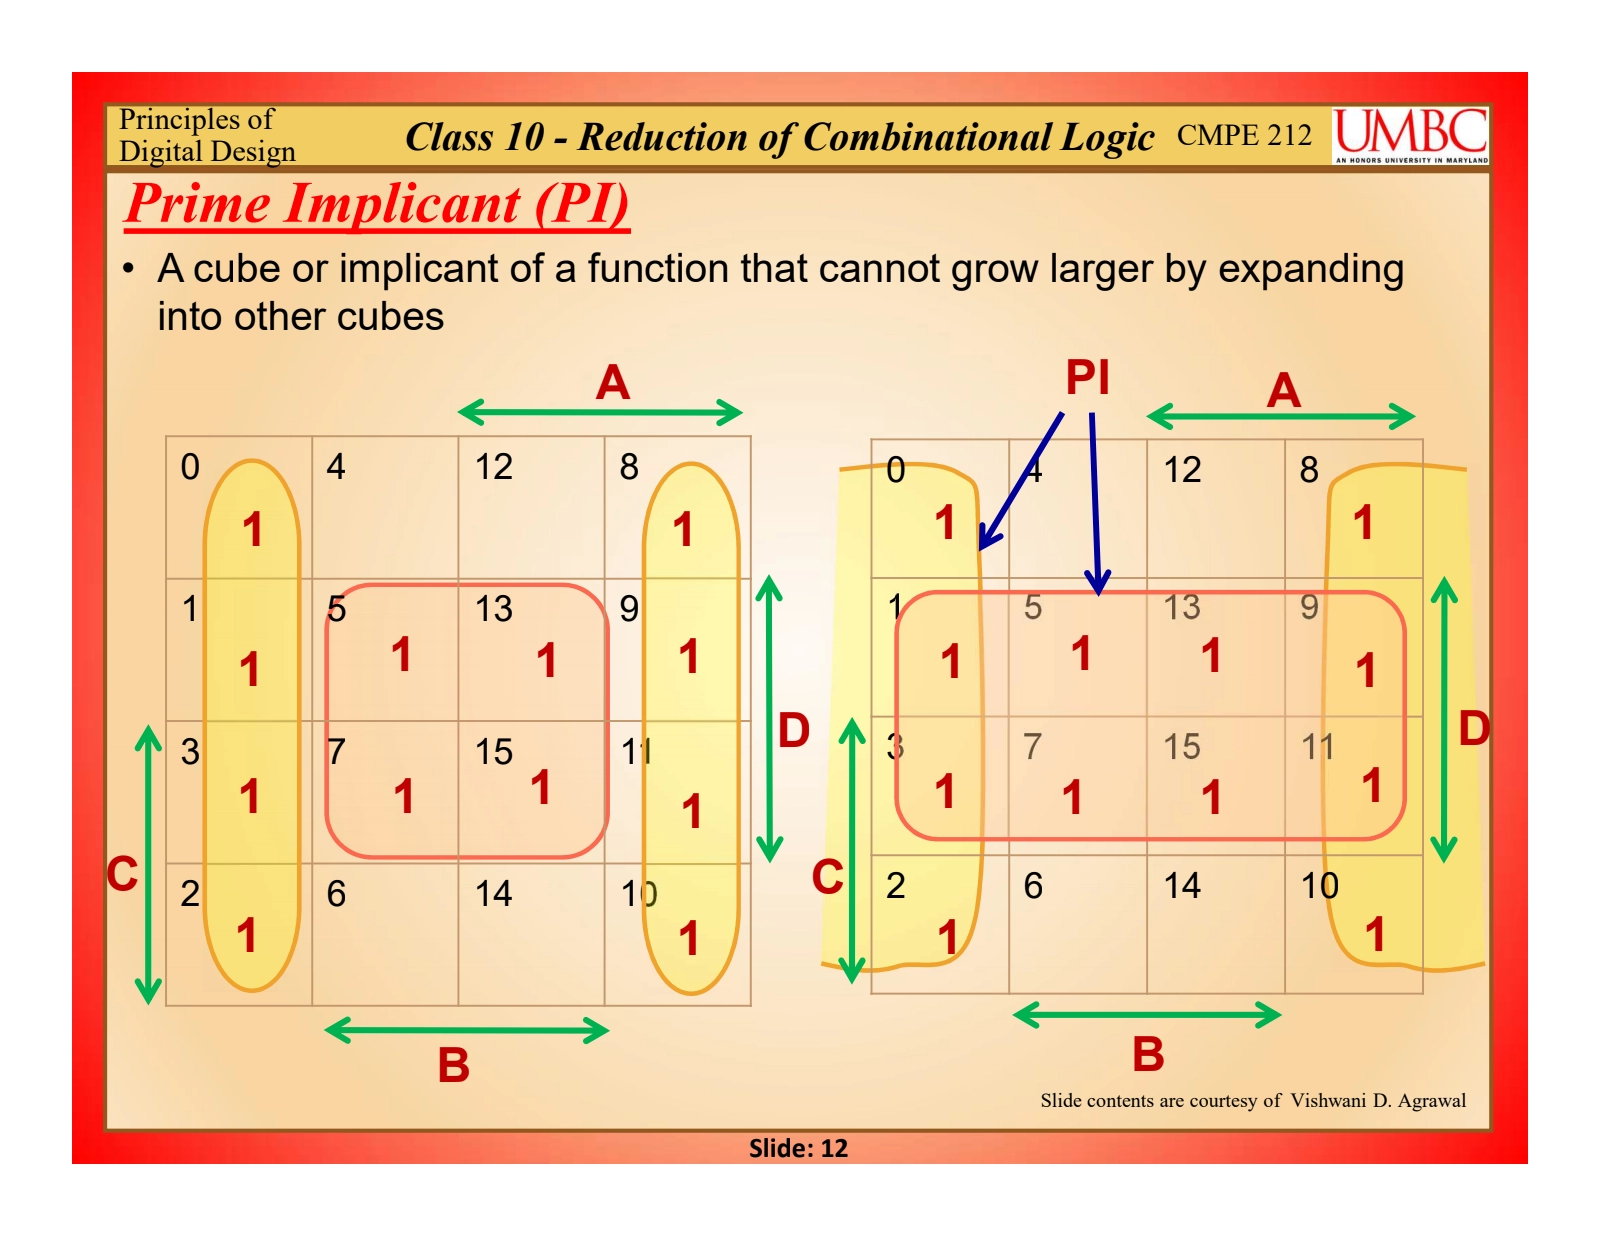 Principles of
Digital Design
Class 10 - Reduction of Combinational Logic
CMPE 212
UMBC
AN HONORS UNIVERSITY IN MARYLAND
Prime Implicant (PI)
• A cube or implicant of a function that cannot grow larger by expanding
into other cubes
A
0 4 12 8
1 1
1 5 13 9
1 1 1 1
3 7 15 11
1 1 1 1
2 6 14 10
1 1
D
C
B
PI
A
0 4 12 8
1 1
1 5 13 9
1 1 1 1
3 7 15 11
1 1 1 1
2 6 14 10
1 1
D
C
B
Slide contents are courtesy of Vishwani D. Agrawal
Slide: 12